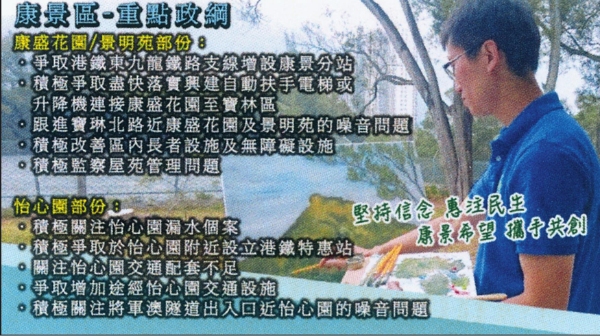 康景區-重點政綱
康盛花園/景明苑部份：
·爭取港鐵東九龍鐵路支線增設康景分站
·積極爭取盡快落實興建自動扶手電梯或
升降機連接康盛花園至寶林區
·跟進寶琳北路近康盛花園及景明苑的噪音問題
·積極改善區內長者設施及無障礙設施
·積極監察屋苑管理問題
怡心園部份：
·積極關注怡心園漏水個案
·積極爭取於怡心園附近設立港鐵特惠站
·關注怡心園交通配套不足
·爭取增加途經怡心園交通設施
·積極關注將軍澳隧道出入口近怡心園的噪音問題
堅持信念 專注民生
康景希望 攜手共創